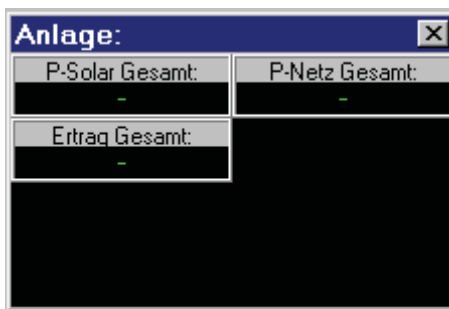 Anlage:
P-Solar Gesamt:
P-Netz Gesamt:
-
-
Ertrag Gesamt:
-